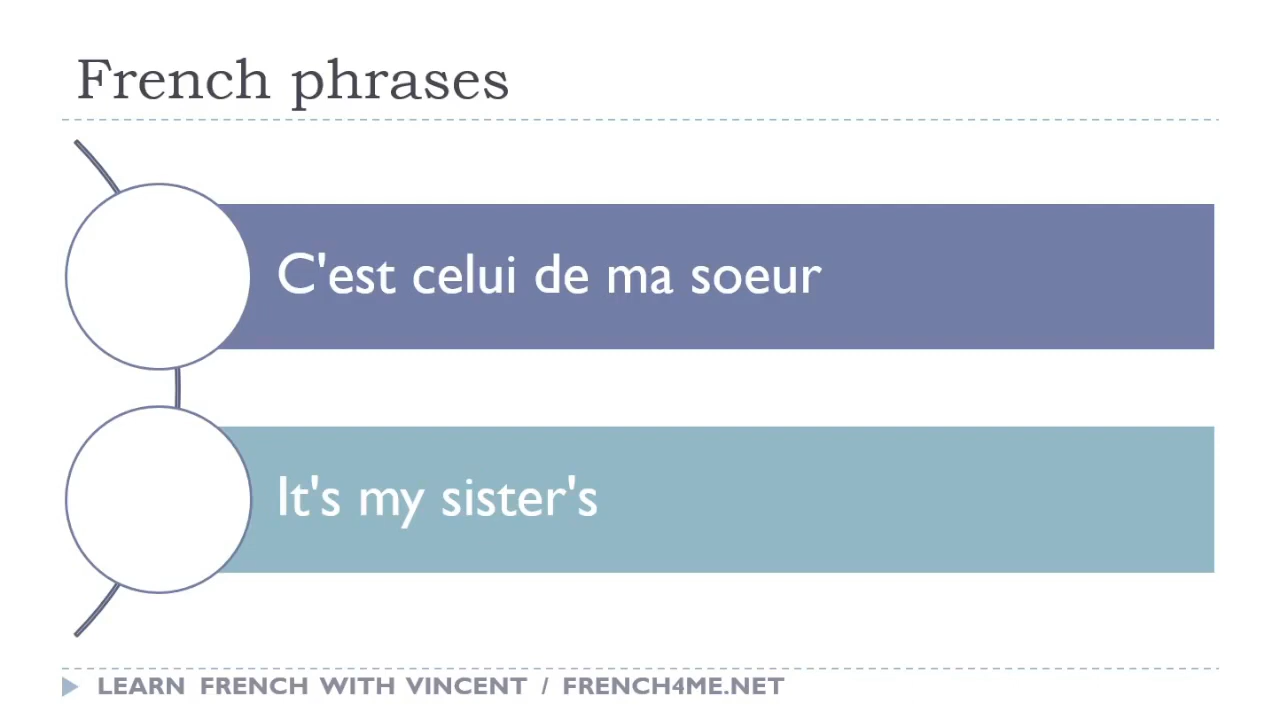 French phrases
C'est celui de ma soeur
It's my sister's
LEARN FRENCH WITH VINCENT / FRENCH4ME.NET